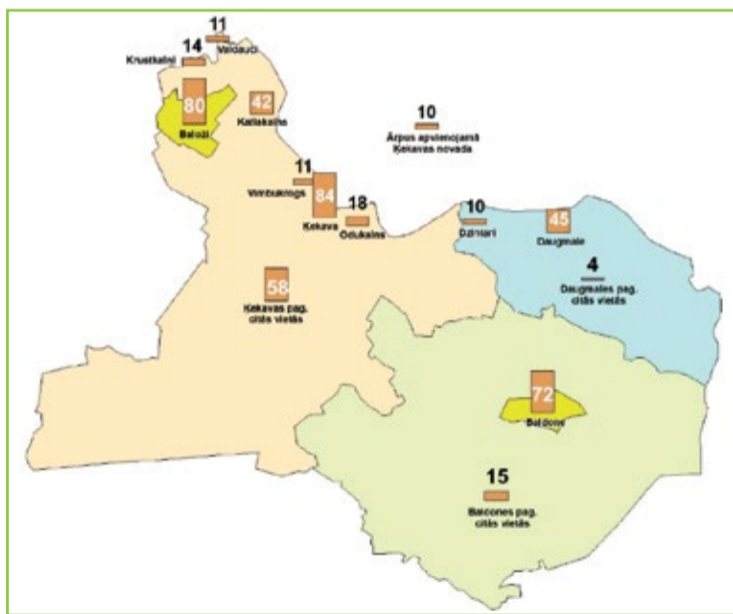 11
Valdlauči
14
Krustkalni
80
Baloži
42
Katlakalns
10
Ārpus apvienojamā
Ķekavas novada
11
Vimbukrogs
84
Ķekava
18
Odukalns
10
Dzintari
45
Daugmale
4
Daugmales pag.
citās vietās
58
Ķekavas pag.
citās vietās
72
Baldone
15
Baldones pag.
citās vietās